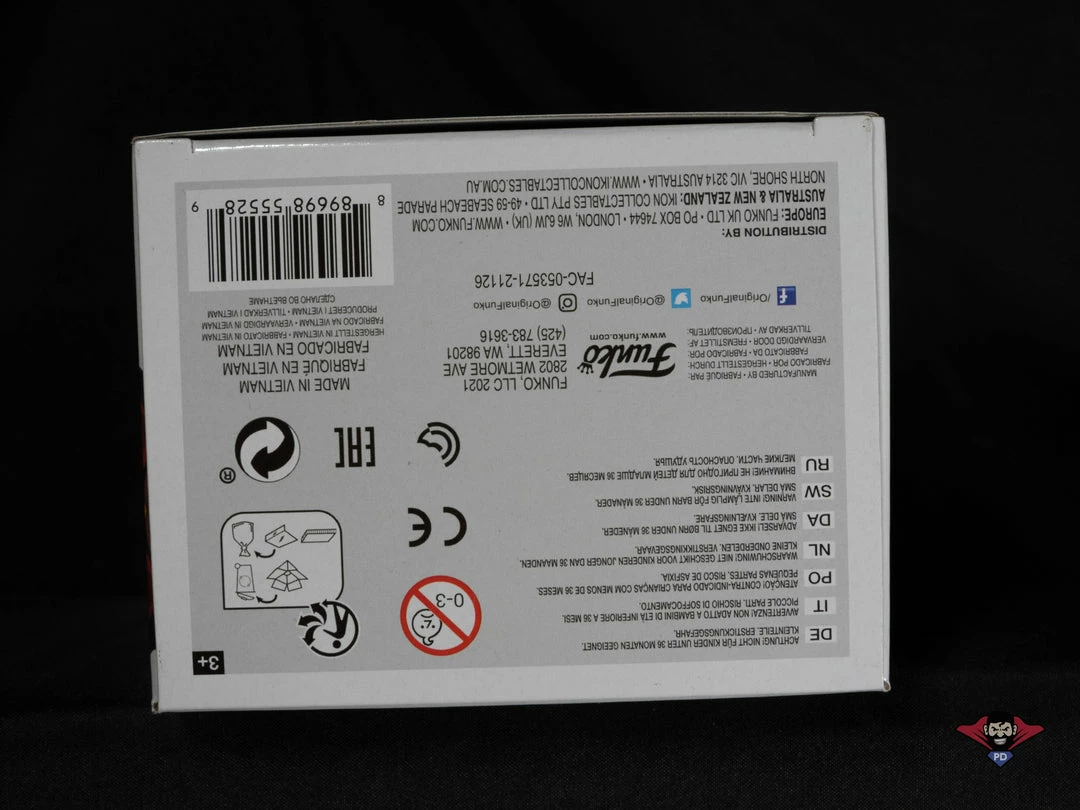 DE
ACHTUNG! NICHT FÜR KINDER UNTER 36 MONATEN GEEIGNET.
KLEINTEILE. ERSTICKUNGSGEFAHR.
IT
AVVERTENZA! NON ADATTO A BAMBINI DI ETÀ INFERIORE A 36 MESI.
PICCOLE PARTI. RISCHIO DI SOFFOCAMENTO.
PO
ATENÇÃO! CONTRA-INDICADO PARA CRIANÇAS COM MENOS DE 36 MESES.
PEQUENAS PARTES. RISCO DE ASFIXIA.
NL
WAARSCHUWING! NIET GESCHIKT VOOR KINDEREN JONGER DAN 36 MAANDEN.
KLEINE ONDERDELEN. VERSTIKKINGSGEVAAR.
DA
ADVARSEL! IKKE EGNET TIL BØRN UNDER 36 MÅNEDER.
SMÅ DELE. KVÆLNINGSFARE.
SW
VARNING! INTE LÄMPLIG FÖR BARN UNDER 36 MÅNADER.
SMÅ DELAR. KVÄVNINGSRISK.
RU
ВНИМАНИЕ! НЕ ПРИГОДНО ДЛЯ ДЕТЕЙ МЛАДШЕ 36 МЕСЯЦЕВ.
МЕЛКИЕ ЧАСТИ. ОПАСНОСТЬ УДУШЬЯ.
0-3
3+
CE
EAC
®
MANUFACTURED BY • FABRIQUÉ PAR:
FABRICADO POR • HERGESTELLT DURCH:
FABBRICATO DA • FABRICADO POR:
VERVAARDIGD DOOR • FREMSTILLET AF:
TILLVERKAD AV • ПРОИЗВОДИТЕЛЬ:
Funko
www.funko.com
FUNKO, LLC 2021
2802 WETMORE AVE
EVERETT, WA 98201
(425) 783-3616
MADE IN VIETNAM
FABRIQUÉ EN VIETNAM
FABRICADO EN VIETNAM
HERGESTELLT IN VIETNAM • FABBRICATO IN VIETNAM
FABRICADO NA VIETNAM • VERVAARDIGD IN VIETNAM
PRODUCERET I VIETNAM • TILLVERKAD I VIETNAM
СДЕЛАНО ВО ВЬЕТНАМЕ
/OriginalFunko
@OriginalFunko
@OriginalFunko
FAC-053571-21126
DISTRIBUTION BY:
EUROPE: FUNKO UK LTD • PO BOX 74644 • LONDON, W6 6JW (UK) • WWW.FUNKO.COM
AUSTRALIA & NEW ZEALAND: IKON COLLECTABLES PTY LTD • 49-59 SEABEACH PARADE
NORTH SHORE, VIC 3214 AUSTRALIA • WWW.IKONCOLLECTABLES.COM.AU
8 89698 55528 9
PD